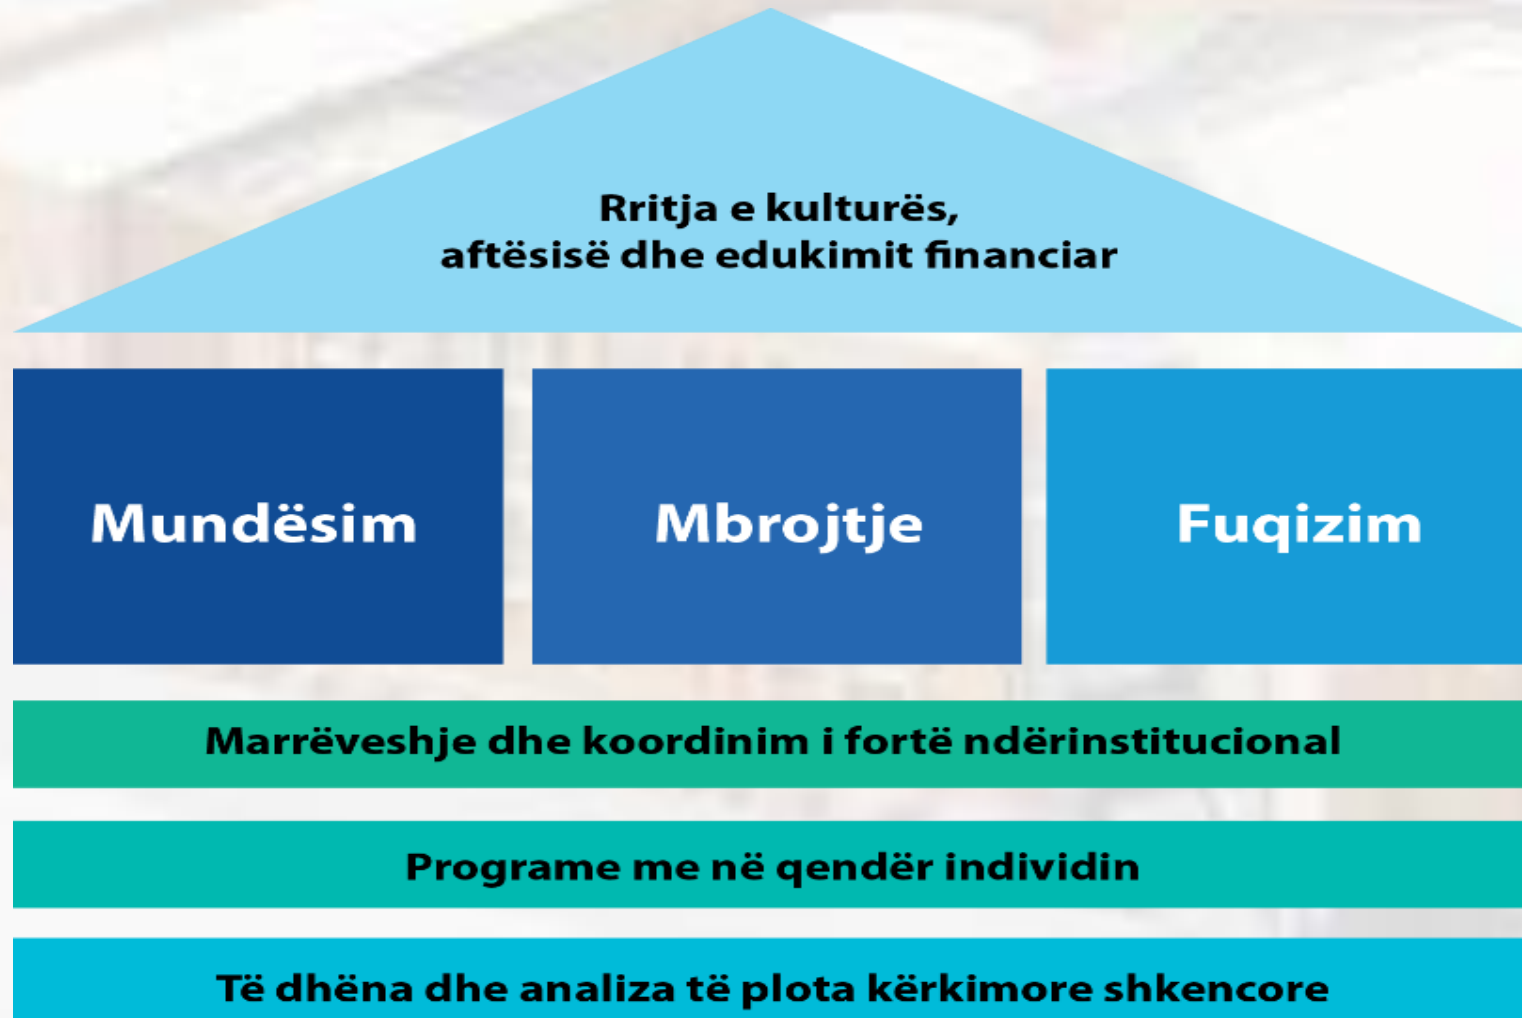 Rritja e kulturës,
aftësisë dhe edukimit financiar
Mundësim
Mbrojtje
Fuqizim
Marrëveshje dhe koordinim i fortë ndërinstitucional
Programe me në qendër individin
Të dhëna dhe analiza të plota kërkimore shkencore